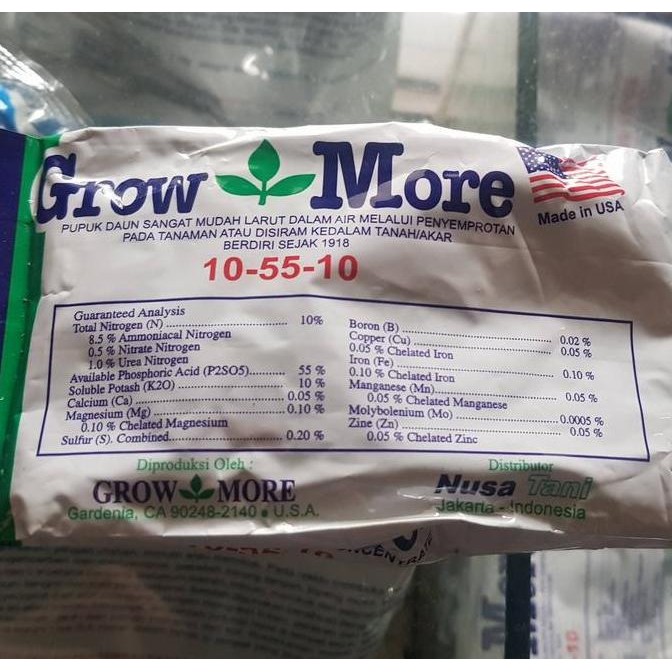 Grow More
Made in USA
PUPUK DAUN SANGAT MUDAH LARUT DALAM AIR MELALUI PENYEMPROTAN
PADA TANAMAN ATAU DISIRAM KEDALAM TANAH/AKAR
BERDIRI SEJAK 1918
10-55-10
Guaranteed Analysis
Total Nitrogen (N) ........................ 10%
8.5 % Ammoniacal Nitrogen
0.5 % Nitrate Nitrogen
1.0 % Urea Nitrogen
Available Phosphoric Acid (P2SO5)....... 55 %
Soluble Potash (K2O) ........................ 10 %
Calcium (Ca) ........................ 0.05 %
Magnesium (Mg) ........................ 0.10 %
0.10 % Chelated Magnesium
Sulfur (S). Combined........................ 0.20 %
Boron (B) ........................ 0.02 %
Copper (Cu) ........................ 0.05 %
0.05 % Chelated Iron
Iron (Fe) ........................ 0.10 %
0.10 % Chelated Iron
Manganese (Mn) ........................ 0.05 %
0.05 % Chelated Manganese
Molybolenium (Mo) ........................ 0.0005 %
Zine (Zn) ........................ 0.05 %
0.05 % Chelated Zinc
Diproduksi Oleh :
GROW MORE
Gardenia, CA 90248-2140 • U.S.A.
Distributor
Nusa Tani
Jakarta - Indonesia